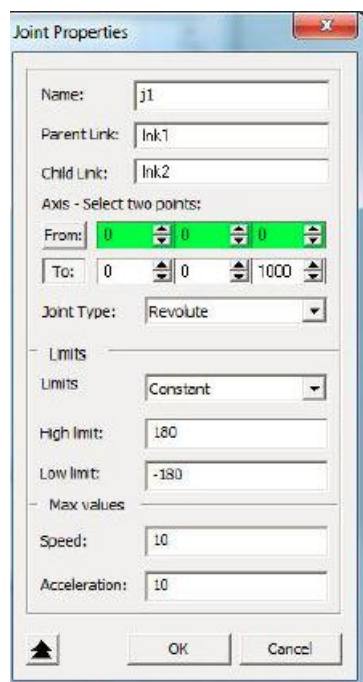 Joint Properties
Name: j1
Parent Link: lnk1
Child Link: lnk2
Axis - Select two points:
From: 0 0 0
To: 0 0 1000
Joint Type: Revolute
Limits
Limits Constant
High limit: 180
Low limit: -180
Max values
Speed: 10
Acceleration: 10
OK Cancel